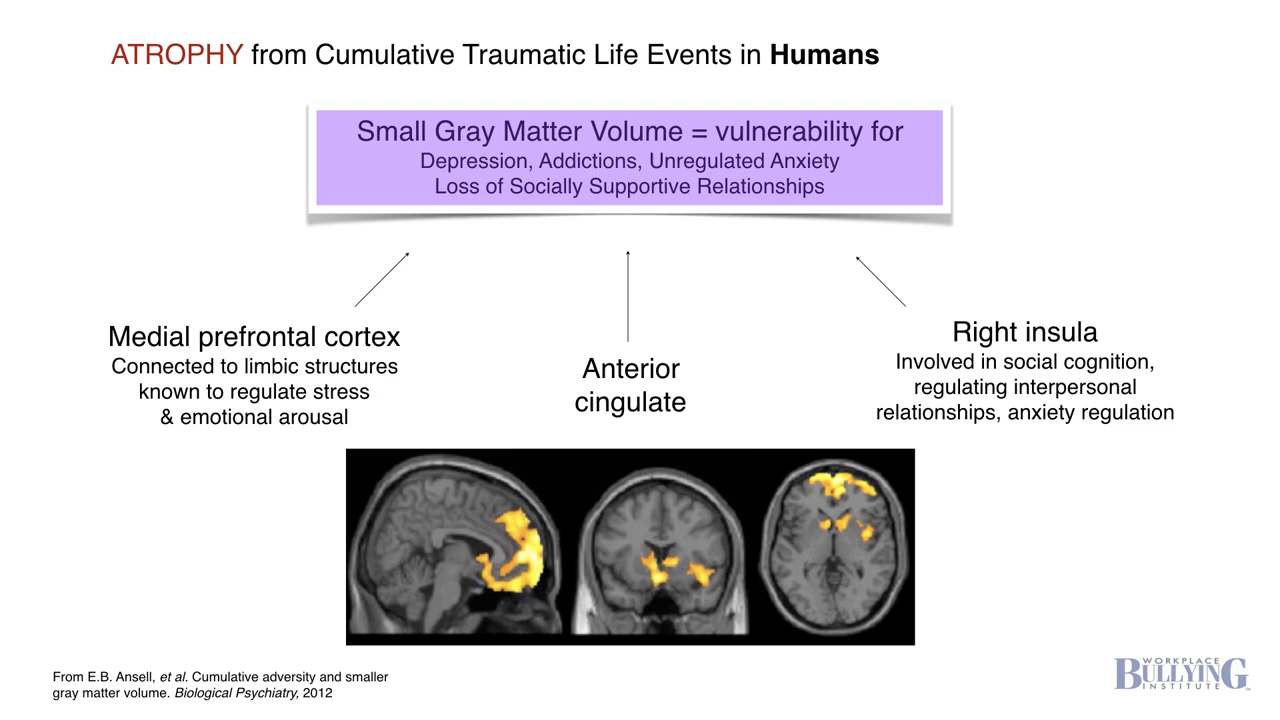 ATROPHY from Cumulative Traumatic Life Events in Humans
Small Gray Matter Volume = vulnerability for
Depression, Addictions, Unregulated Anxiety
Loss of Socially Supportive Relationships
Medial prefrontal cortex
Connected to limbic structures
known to regulate stress
& emotional arousal
Anterior
cingulate
Right insula
Involved in social cognition,
regulating interpersonal
relationships, anxiety regulation
From E.B. Ansell, et al. Cumulative adversity and smaller
gray matter volume. Biological Psychiatry, 2012
WORKPLACE
BULLYING
INSTITUTE